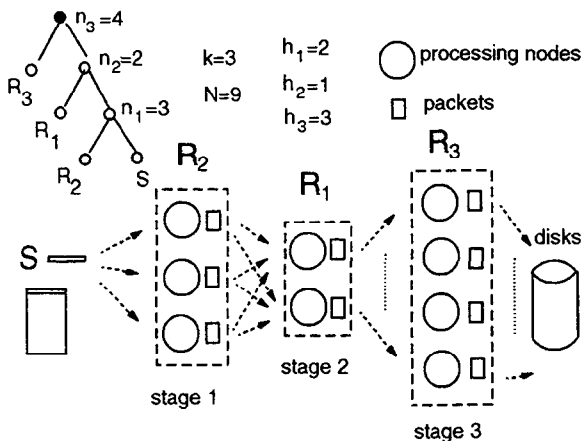 n3=4
R3
n2=2
R1
n1=3
R2
S
k=3
N=9
h1=2
h2=1
h3=3
processing nodes
packets
R2
R1
R3
S
disks
stage 1
stage 2
stage 3